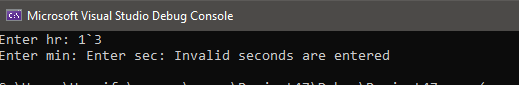 Microsoft Visual Studio Debug Console
Enter hr: 1`3
Enter min: Enter sec: Invalid seconds are entered